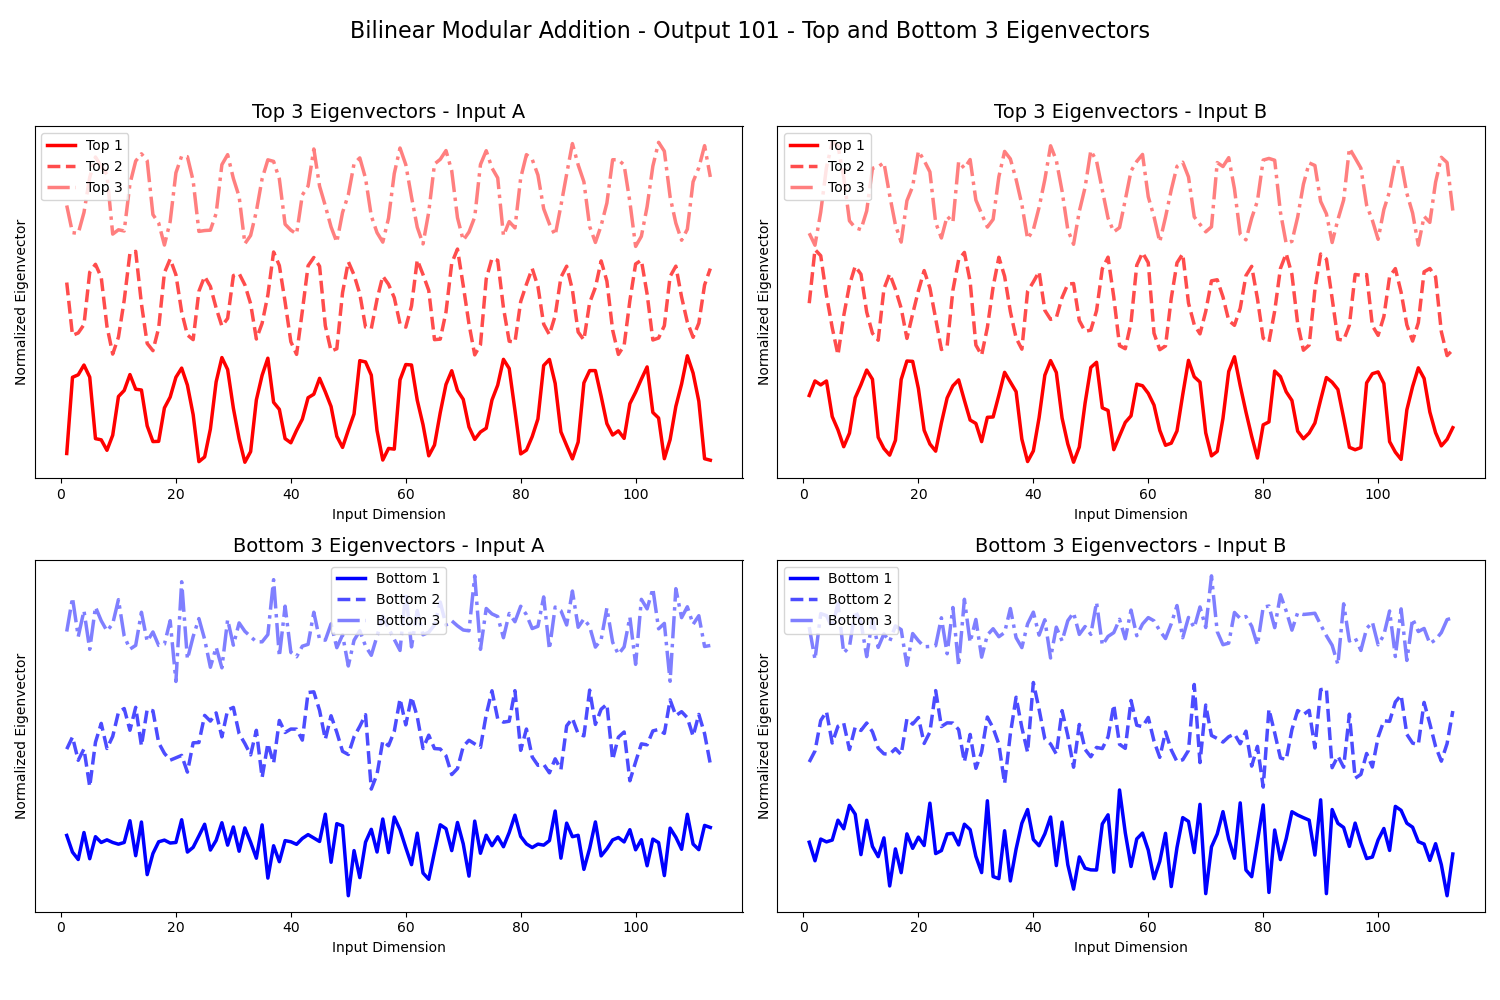 Bilinear Modular Addition - Output 101 - Top and Bottom 3 Eigenvectors
Top 3 Eigenvectors - Input A
Top 1
Top 2
Top 3
Normalized Eigenvector
0 20 40 60 80 100
Input Dimension
Top 3 Eigenvectors - Input B
Top 1
Top 2
Top 3
Normalized Eigenvector
0 20 40 60 80 100
Input Dimension
Bottom 3 Eigenvectors - Input A
Bottom 1
Bottom 2
Bottom 3
Normalized Eigenvector
0 20 40 60 80 100
Input Dimension
Bottom 3 Eigenvectors - Input B
Bottom 1
Bottom 2
Bottom 3
Normalized Eigenvector
0 20 40 60 80 100
Input Dimension